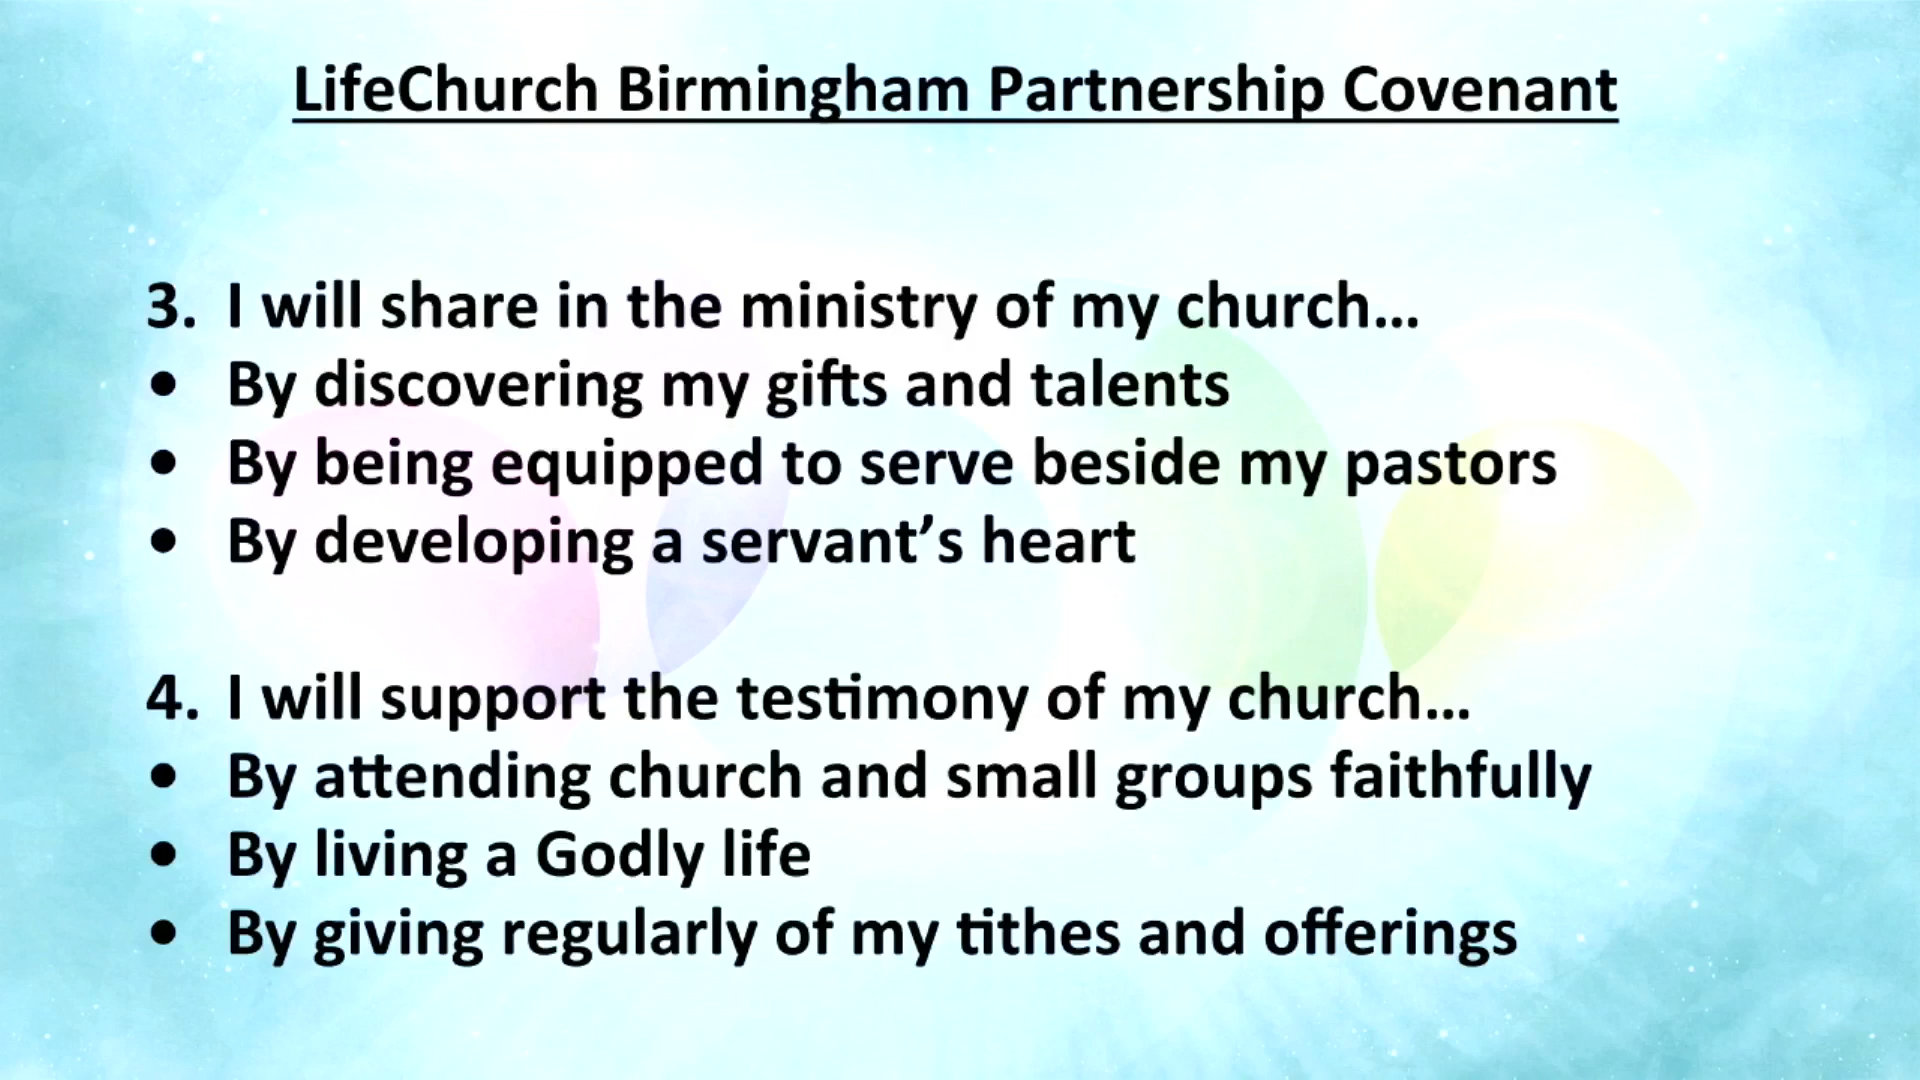 LifeChurch Birmingham Partnership Covenant
3. I will share in the ministry of my church...
• By discovering my gifts and talents
• By being equipped to serve beside my pastors
• By developing a servant’s heart
4. I will support the testimony of my church...
• By attending church and small groups faithfully
• By living a Godly life
• By giving regularly of my tithes and offerings